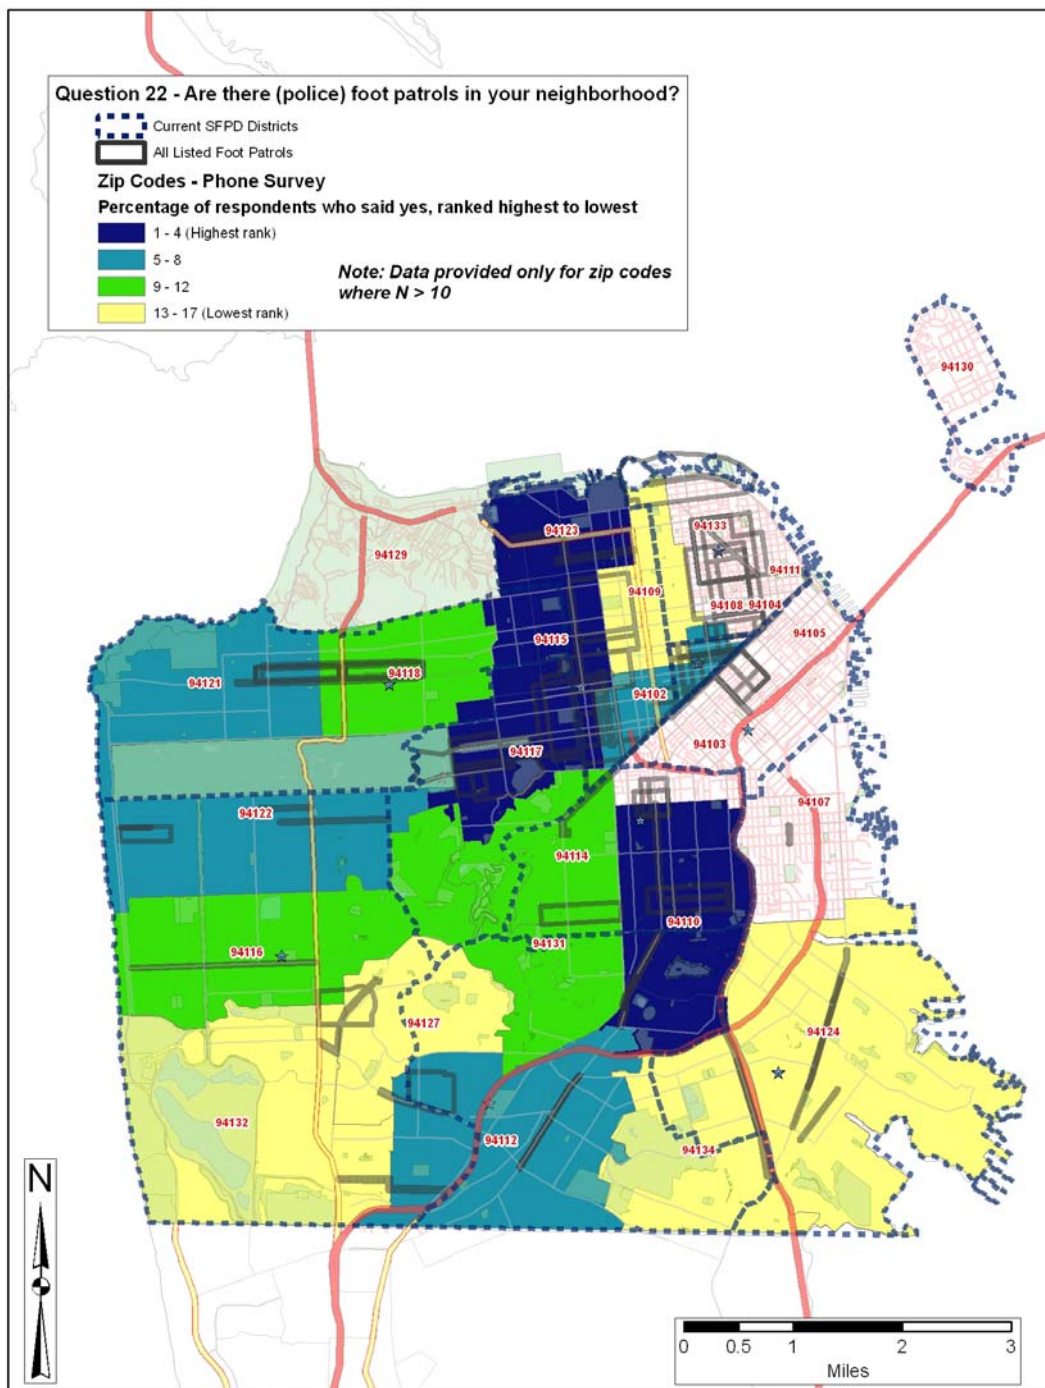 Question 22 - Are there (police) foot patrols in your neighborhood?
Current SFPD Districts
All Listed Foot Patrols
Zip Codes - Phone Survey
Percentage of respondents who said yes, ranked highest to lowest
1 - 4 (Highest rank)
5 - 8
9 - 12
13 - 17 (Lowest rank)
Note: Data provided only for zip codes
where N > 10
94130
94123
94133
94129
94111
94109
94108 94104
94105
94115
94118
94121
94102
94103
94117
94107
94122
94114
94110
94131
94116
94127
94124
94132
94112
94134
N
0 0.5 1 2 3
Miles